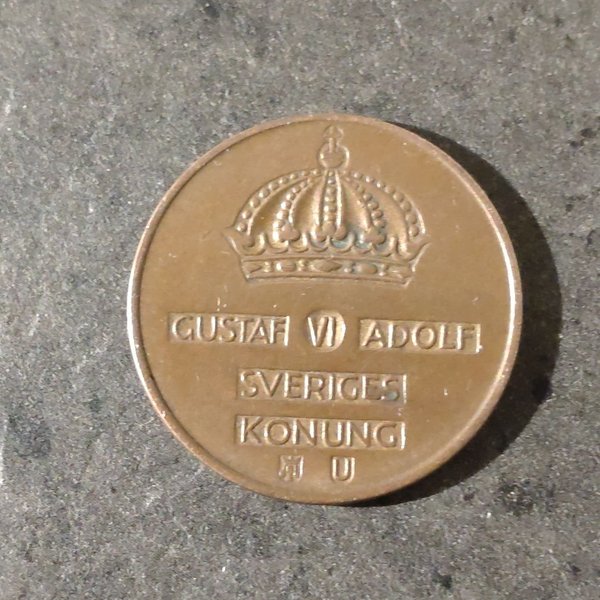 GUSTAF VI ADOLF
SVERIGES
KONUNG
U